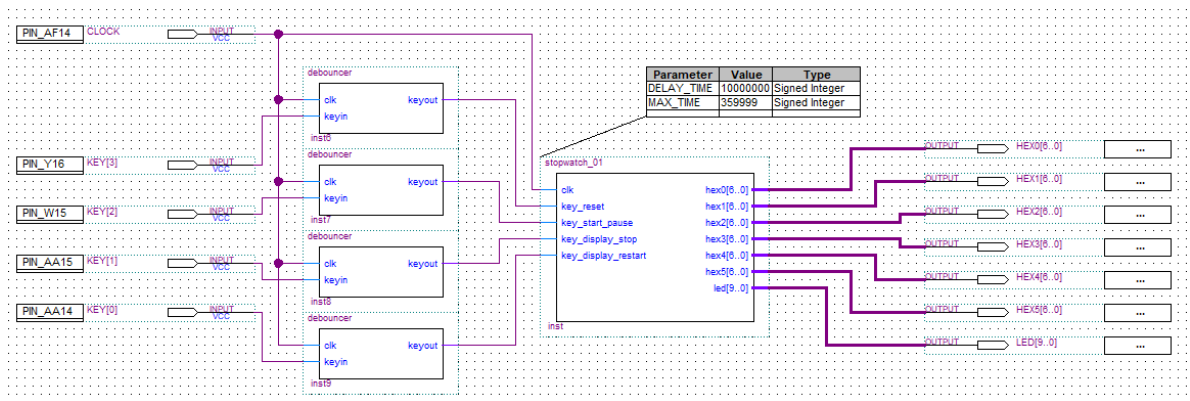 PIN_AF14 CLOCK INPUT VCC
debouncer
clk keyout
keyin
inst6
PIN_Y16 KEY[3] INPUT VCC
debouncer
clk keyout
keyin
inst7
PIN_W15 KEY[2] INPUT VCC
debouncer
clk keyout
keyin
inst8
PIN_AA15 KEY[1] INPUT VCC
debouncer
clk keyout
keyin
inst9
PIN_AA14 KEY[0] INPUT VCC
Parameter Value Type
DELAY_TIME 10000000 Signed Integer
MAX_TIME 359999 Signed Integer
stopwatch_01
clk hex0[6..0]
key_reset hex1[6..0]
key_start_pause hex2[6..0]
key_display_stop hex3[6..0]
key_display_restart hex4[6..0]
hex5[6..0]
led[9..0]
inst
OUTPUT HEX0[6..0] ...
OUTPUT HEX1[6..0] ...
OUTPUT HEX2[6..0] ...
OUTPUT HEX3[6..0] ...
OUTPUT HEX4[6..0] ...
OUTPUT HEX5[6..0] ...
OUTPUT LED[9..0] ...